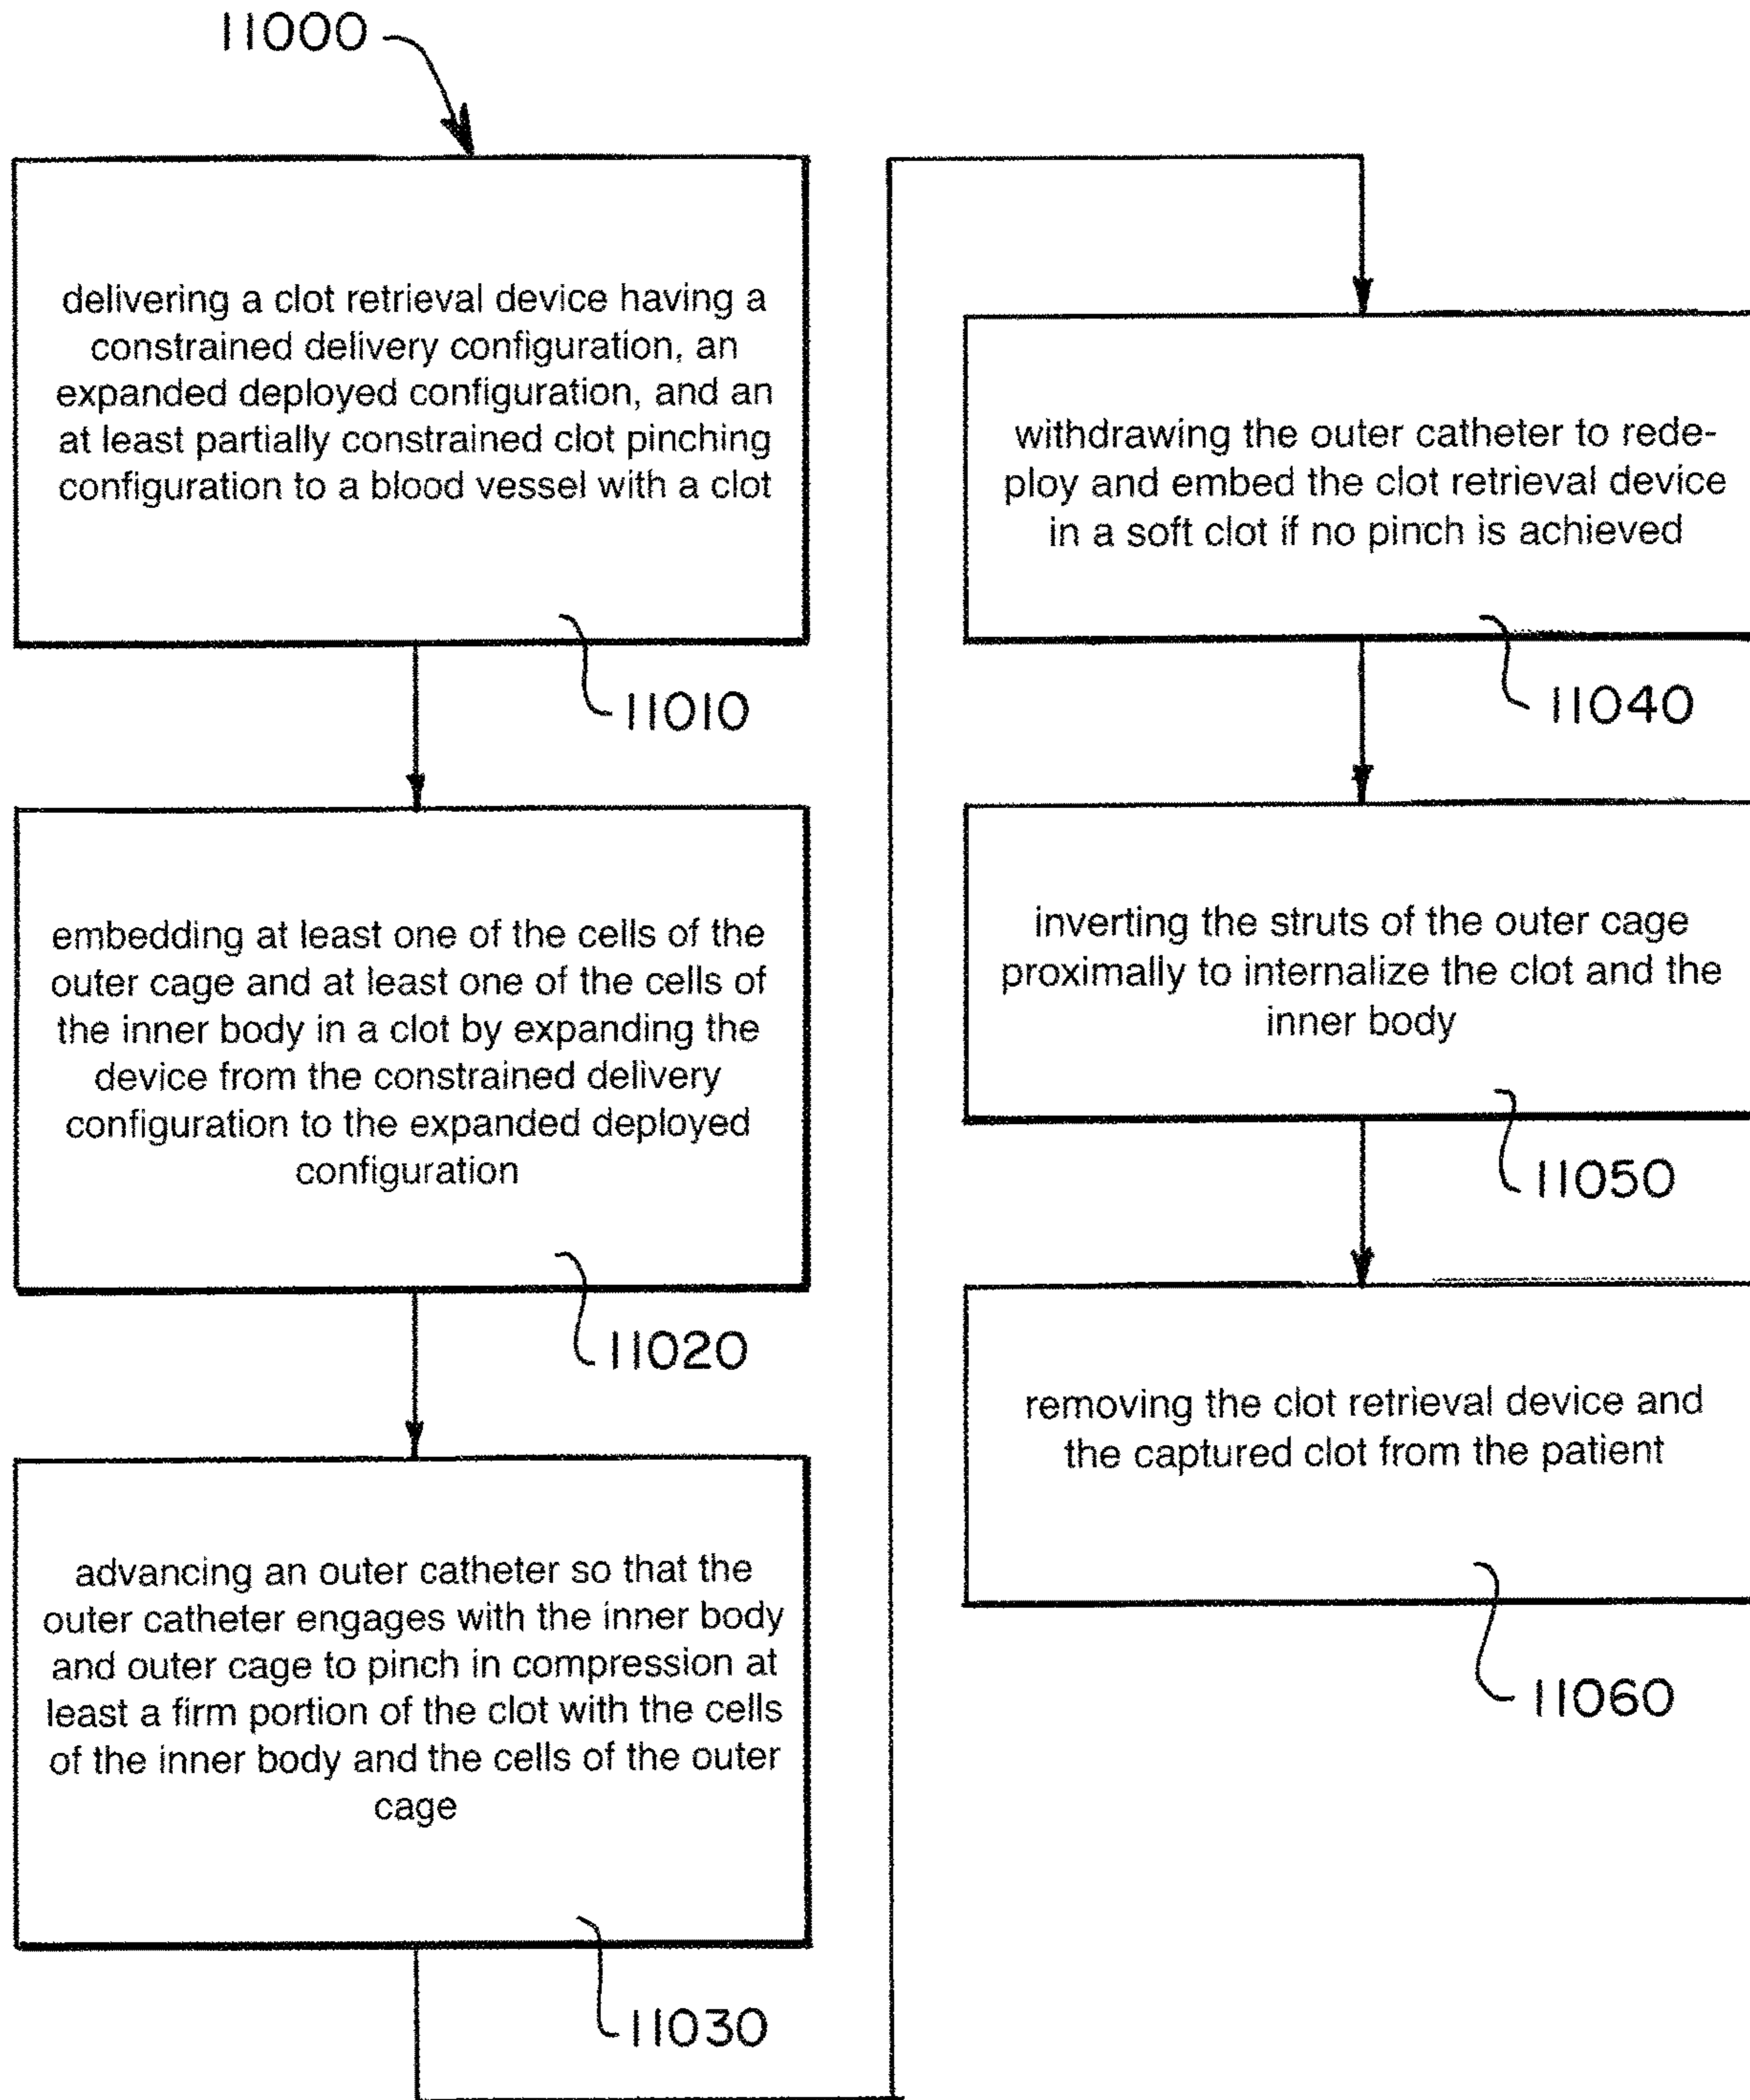 11000
delivering a clot retrieval device having a
constrained delivery configuration, an
expanded deployed configuration, and an
at least partially constrained clot pinching
configuration to a blood vessel with a clot
11010
embedding at least one of the cells of the
outer cage and at least one of the cells of
the inner body in a clot by expanding the
device from the constrained delivery
configuration to the expanded deployed
configuration
11020
advancing an outer catheter so that the
outer catheter engages with the inner body
and outer cage to pinch in compression at
least a firm portion of the clot with the cells
of the inner body and the cells of the outer
cage
11030
withdrawing the outer catheter to rede-
ploy and embed the clot retrieval device
in a soft clot if no pinch is achieved
11040
inverting the struts of the outer cage
proximally to internalize the clot and the
inner body
11050
removing the clot retrieval device and
the captured clot from the patient
11060